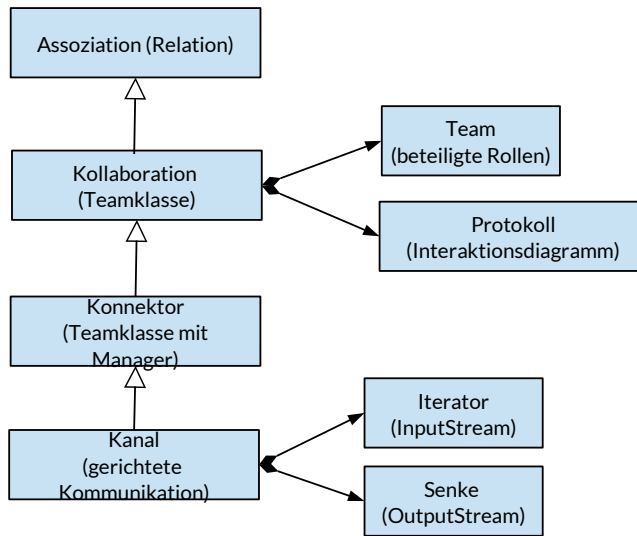 Assoziation (Relation)
Team
(beteiligte Rollen)
Kollaboration
(Teamklasse)
Protokoll
(Interaktionsdiagramm)
Konnektor
(Teamklasse mit
Manager)
Iterator
(InputStream)
Kanal
(gerichtete
Kommunikation)
Senke
(OutputStream)